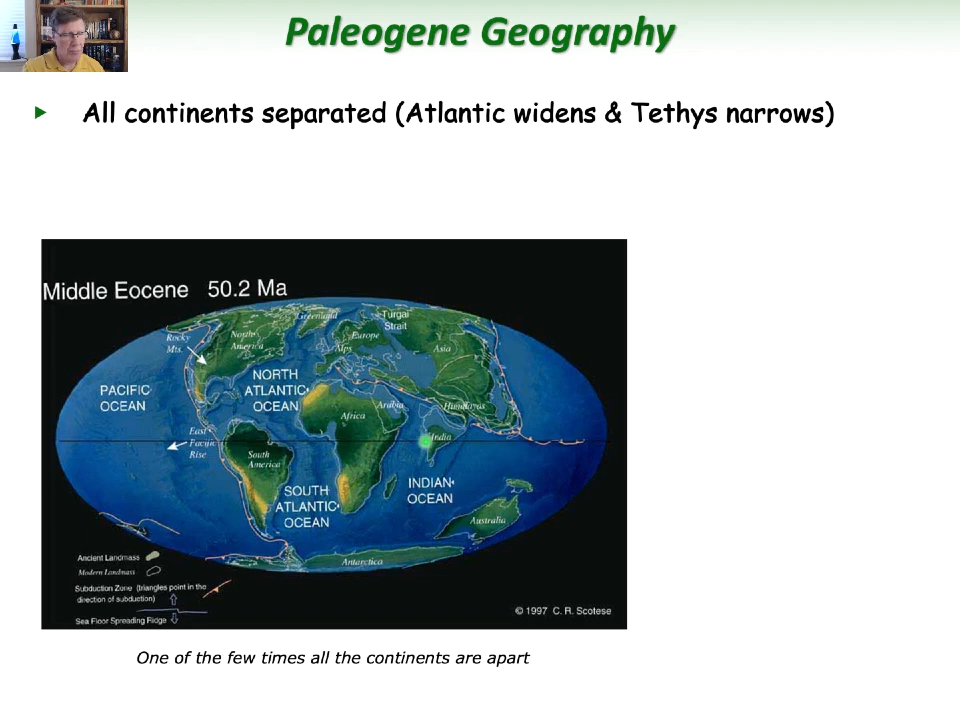 Paleogene Geography
All continents separated (Atlantic widens & Tethys narrows)
Middle Eocene 50.2 Ma
Greenland
Turgai
Strait
Rocky
Mts.
North
America
Europe
Alps
Asia
PACIFIC
OCEAN
NORTH
ATLANTIC
OCEAN
Africa
Arabia
Himalayas
East
Pacific
Rise
South
America
India
SOUTH
ATLANTIC
OCEAN
INDIAN
OCEAN
Australia
Antarctica
Ancient Landmass
Modern Landmass
Subduction Zone (triangles point in the
direction of subduction)
Sea Floor Spreading Ridge
© 1997 C. R. Scotese
One of the few times all the continents are apart